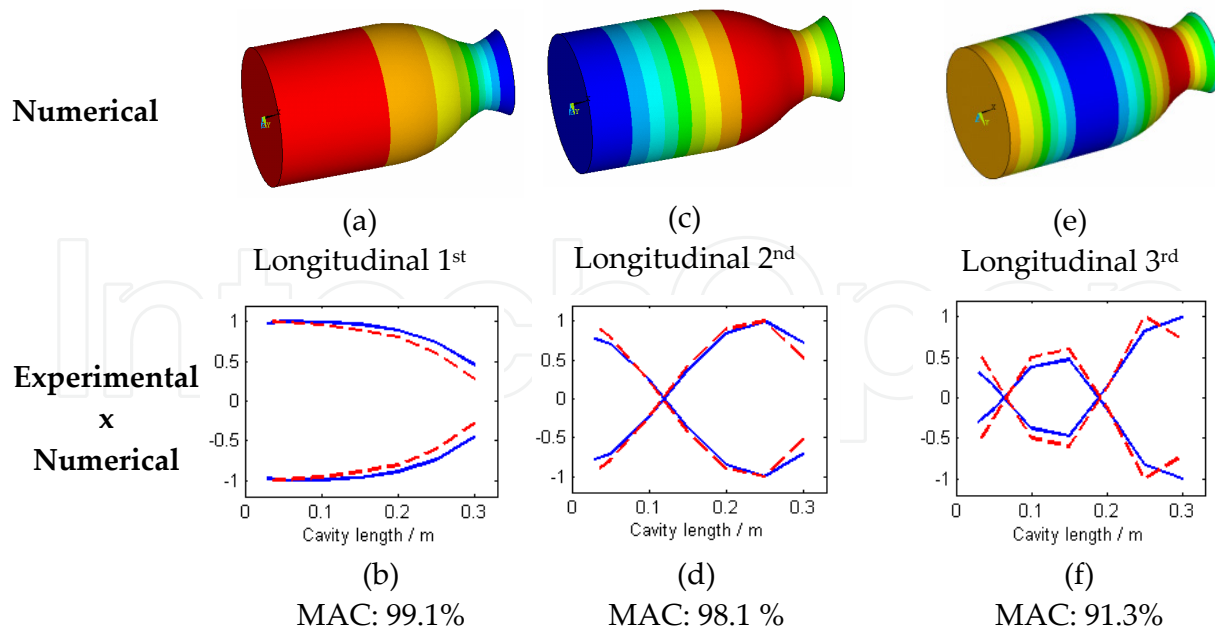 Numerical
(a)
(c)
(e)
Longitudinal 1st
Longitudinal 2nd
Longitudinal 3rd
IntechOpen
Experimental
x
Numerical
1
0.5
0
-0.5
-1
0
0.1
0.2
0.3
Cavity length / m
1
0.5
0
-0.5
-1
0
0.1
0.2
0.3
Cavity length / m
1
0.5
0
-0.5
-1
0
0.1
0.2
0.3
Cavity length / m
(b)
(d)
(f)
MAC: 99.1%
MAC: 98.1 %
MAC: 91.3%